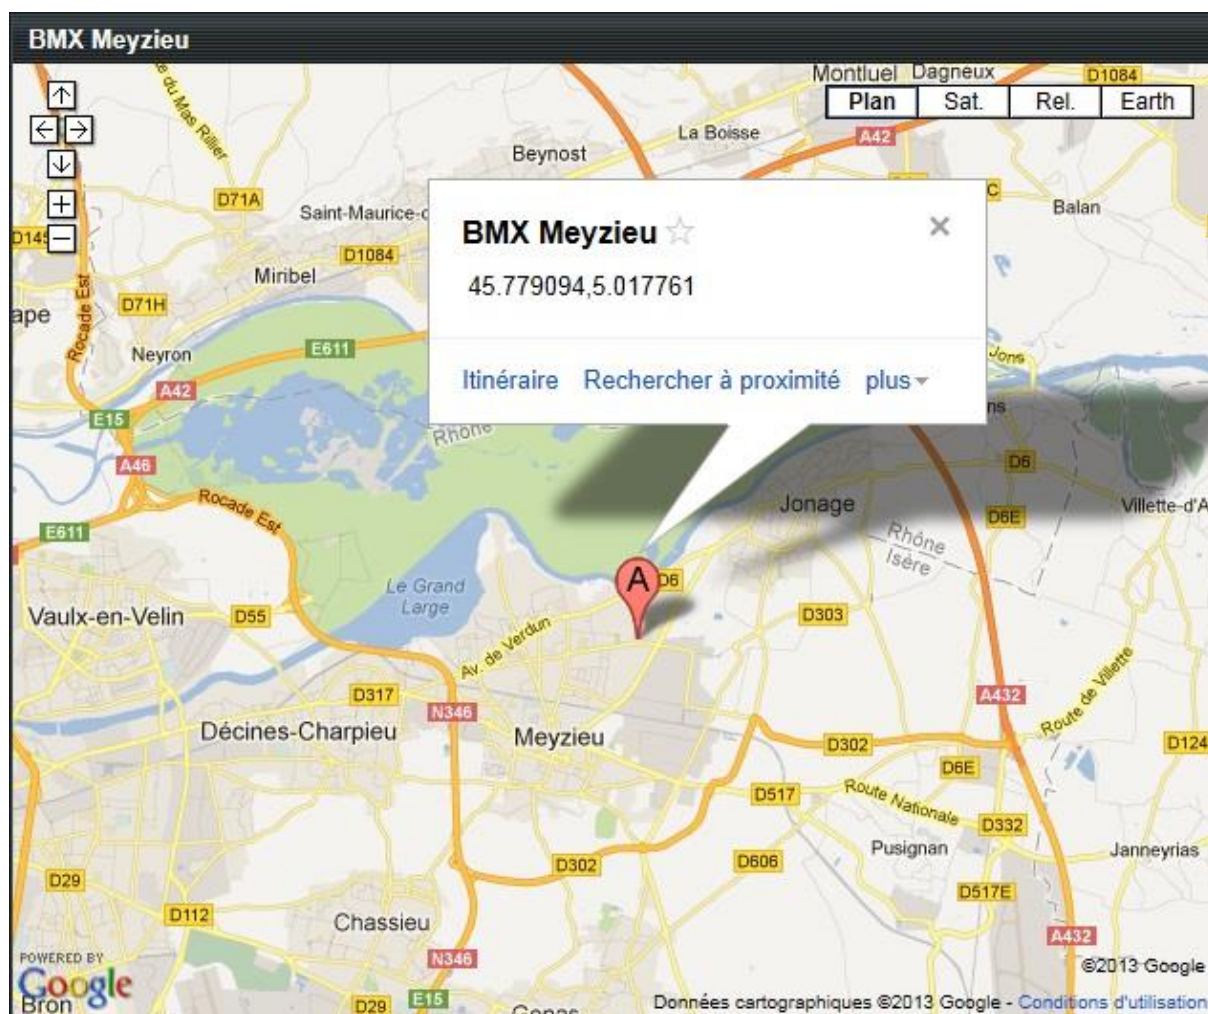 BMX Meyzieu
Montluel Dagneux
D1084
Plan Sat. Rel. Earth
La Boisse
A42
Beynost
D71A
Saint-Maurice-
Balan
D1084
Miribel
BMX Meyzieu
45.779094,5.017761
Itinéraire Rechercher à proximité plus
D71H
ape
Rocade Est
Neyron
E611
Jons
A42
E15
Rhône
A46
D6
Rocade Est
Jonage
D6E
Villette-d'A
E611
Rhône
Isère
Le Grand
Large
A
D6
Vaulx-en-Velin
D55
D303
Av. de Verdun
D317
N346
A432
Route de Villette
Décines-Charpieu
Meyzieu
D302
D124
D6E
D517
Route Nationale
D332
Pusignan
Janneyrias
D302
D606
D29
D517E
D112
Chassieu
A432
N346
POWERED BY
Google
©2013 Google
Bron
D29
E15
Données cartographiques ©2013 Google - Conditions d'utilisation